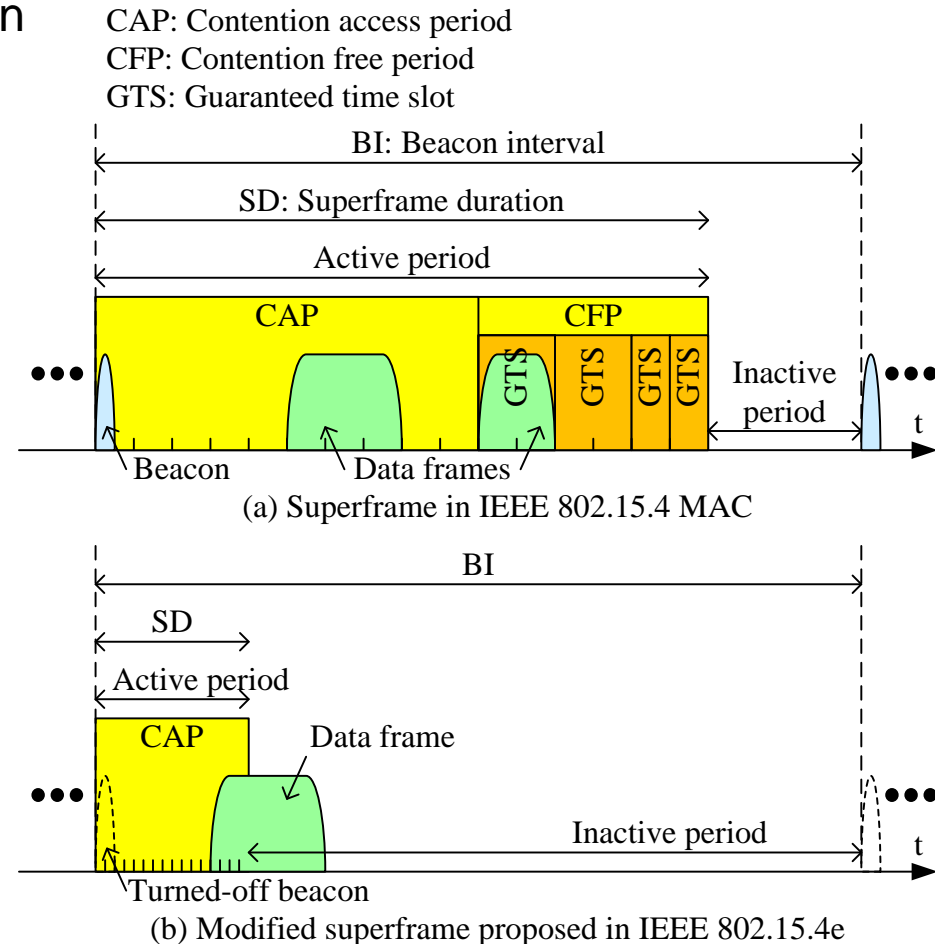 n
CAP: Contention access period
CFP: Contention free period
GTS: Guaranteed time slot
BI: Beacon interval
SD: Superframe duration
Active period
CAP
CFP
GTS
GTS
GTS
GTS
Inactive
period
t
Beacon
Data frames
(a) Superframe in IEEE 802.15.4 MAC
BI
SD
Active period
CAP
Data frame
Inactive period
t
Turned-off beacon
(b) Modified superframe proposed in IEEE 802.15.4e